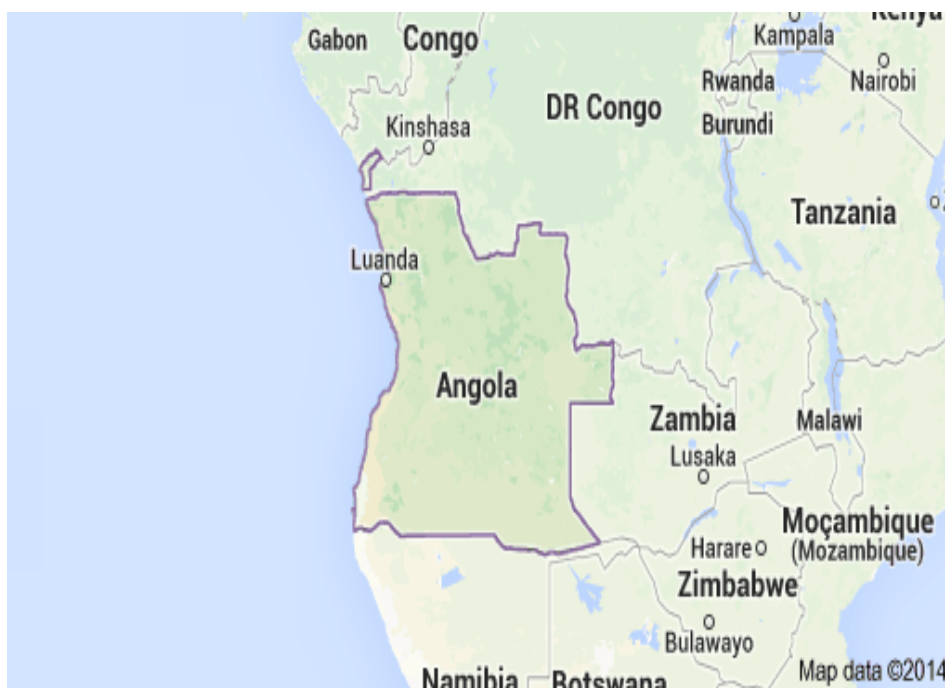 Kenya
Kampala
Gabon
Congo
Rwanda
Nairobi
DR Congo
Kinshasa
Burundi
Tanzania
Luanda
Angola
Zambia
Malawi
Lusaka
Moçambique
(Mozambique)
Harare
Zimbabwe
Bulawayo
Namibia
Botswana
Map data ©2014